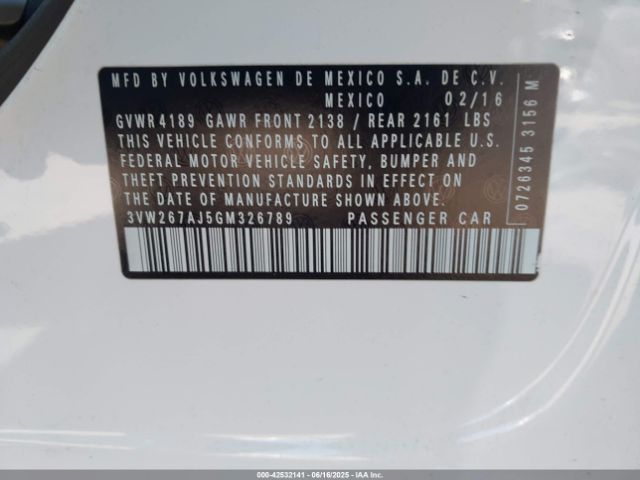 MFD BY VOLKSWAGEN DE MEXICO S.A. DE C.V.
MEXICO 02/16
GVWR 4189 GAWR FRONT 2138 / REAR 2161 LBS
THIS VEHICLE CONFORMS TO ALL APPLICABLE U.S.
FEDERAL MOTOR VEHICLE SAFETY, BUMPER AND
THEFT PREVENTION STANDARDS IN EFFECT ON
THE DATE OF MANUFACTURE SHOWN ABOVE.
3VW267AJ5GM326789 PASSENGER CAR
0726345 3156 M
000-42532141 - 06/16/2025 - IAAI.com